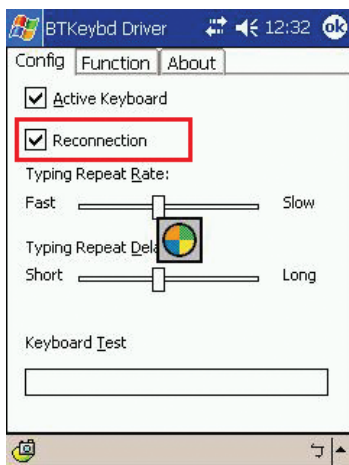 BTKeybd Driver 12:32 ok
Config Function About
Active Keyboard
Reconnection
Typing Repeat Rate:
Fast Slow
Typing Repeat
Short Long
Keyboard Test